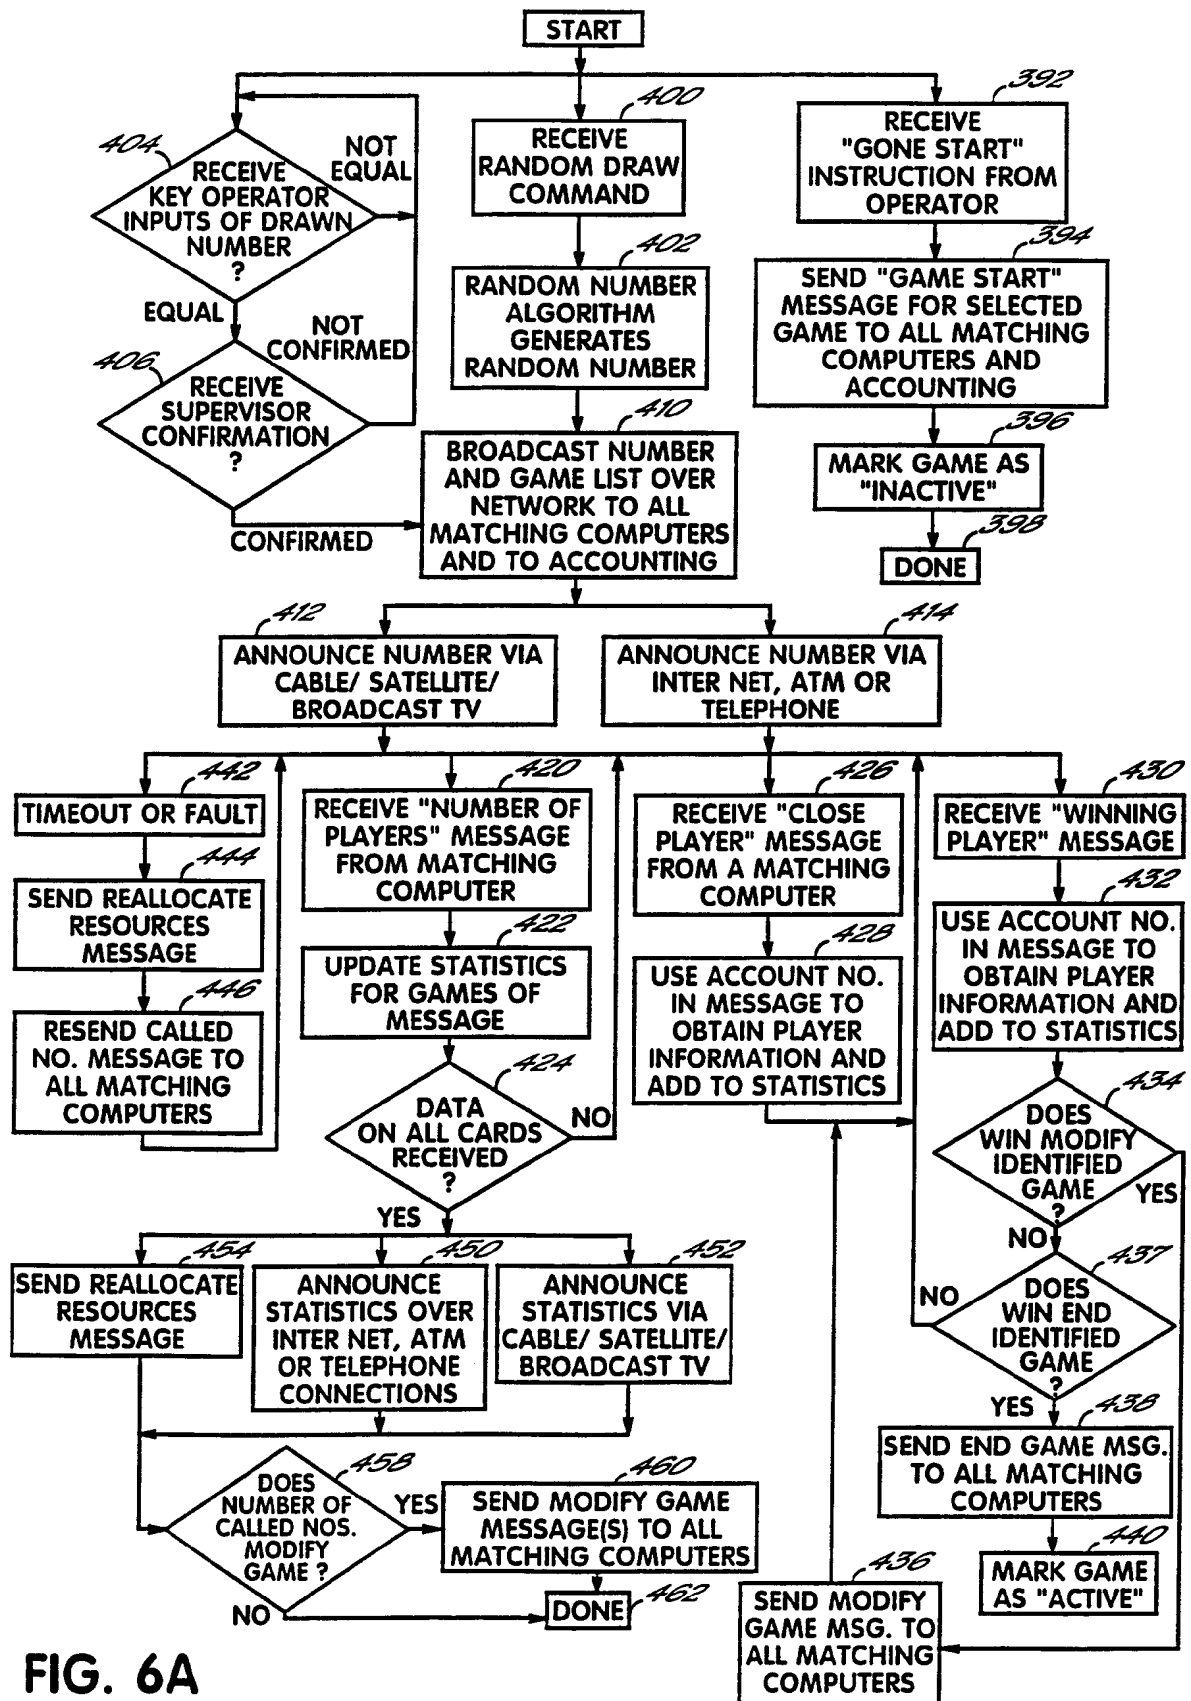 START
392
RECEIVE
"GONE START"
INSTRUCTION FROM
OPERATOR
400
RECEIVE
RANDOM DRAW
COMMAND
404
RECEIVE
KEY OPERATOR
INPUTS OF DRAWN
NUMBER
?
NOT
EQUAL
EQUAL
402
RANDOM NUMBER
ALGORITHM
GENERATES
RANDOM NUMBER
394
SEND "GAME START"
MESSAGE FOR SELECTED
GAME TO ALL MATCHING
COMPUTERS AND
ACCOUNTING
NOT
CONFIRMED
406
RECEIVE
SUPERVISOR
CONFIRMATION
?
CONFIRMED
410
BROADCAST NUMBER
AND GAME LIST OVER
NETWORK TO ALL
MATCHING COMPUTERS
AND TO ACCOUNTING
396
MARK GAME AS
"INACTIVE"
398
DONE
412
ANNOUNCE NUMBER VIA
CABLE/ SATELLITE/
BROADCAST TV
414
ANNOUNCE NUMBER VIA
INTER NET, ATM OR
TELEPHONE
442
TIMEOUT OR FAULT
444
SEND REALLOCATE
RESOURCES
MESSAGE
446
RESEND CALLED
NO. MESSAGE TO
ALL MATCHING
COMPUTERS
420
RECEIVE "NUMBER OF
PLAYERS" MESSAGE
FROM MATCHING
COMPUTER
422
UPDATE STATISTICS
FOR GAMES OF
MESSAGE
424
DATA
ON ALL CARDS
RECEIVED
?
NO
YES
426
RECEIVE "CLOSE
PLAYER" MESSAGE
FROM A MATCHING
COMPUTER
428
USE ACCOUNT NO.
IN MESSAGE TO
OBTAIN PLAYER
INFORMATION AND
ADD TO STATISTICS
430
RECEIVE "WINNING
PLAYER" MESSAGE
432
USE ACCOUNT NO.
IN MESSAGE TO
OBTAIN PLAYER
INFORMATION AND
ADD TO STATISTICS
434
DOES
WIN MODIFY
IDENTIFIED
GAME
?
YES
NO
437
DOES
WIN END
IDENTIFIED
GAME
?
NO
YES
438
SEND END GAME MSG.
TO ALL MATCHING
COMPUTERS
440
MARK GAME
AS "ACTIVE"
454
SEND REALLOCATE
RESOURCES
MESSAGE
450
ANNOUNCE
STATISTICS OVER
INTER NET, ATM
OR TELEPHONE
CONNECTIONS
452
ANNOUNCE
STATISTICS VIA
CABLE/ SATELLITE/
BROADCAST TV
458
DOES
NUMBER OF
CALLED NOS.
MODIFY
GAME ?
YES
NO
460
SEND MODIFY GAME
MESSAGE(S) TO ALL
MATCHING COMPUTERS
DONE
462
436
SEND MODIFY
GAME MSG. TO
ALL MATCHING
COMPUTERS
FIG. 6A